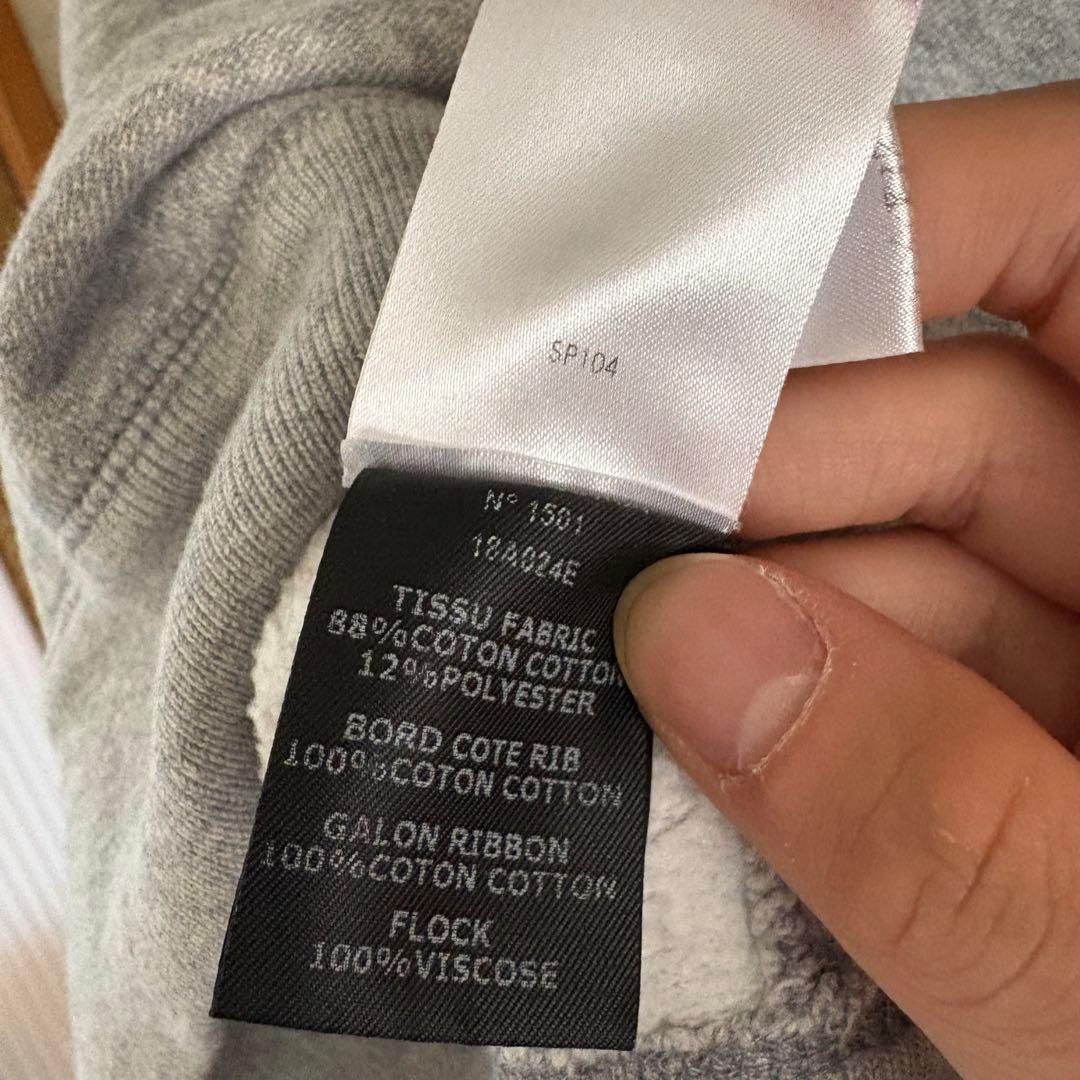 SP104
N° 1501
18A024E
TISSU FABRIC
88%COTON COTTON
12%POLYESTER
BORD COTE RIB
100%COTON COTTON
GALON RIBBON
100%COTON COTTON
FLOCK
100%VISCOSE